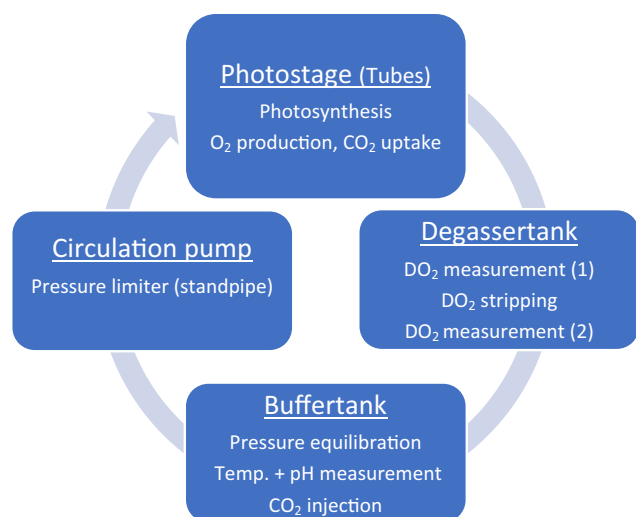 Photostage (Tubes)
Photosynthesis
O₂ production, CO₂ uptake
Circulation pump
Pressure limiter (standpipe)
Degassertank
DO₂ measurement (1)
DO₂ stripping
DO₂ measurement (2)
Buffertank
Pressure equilibration
Temp. + pH measurement
CO₂ injection